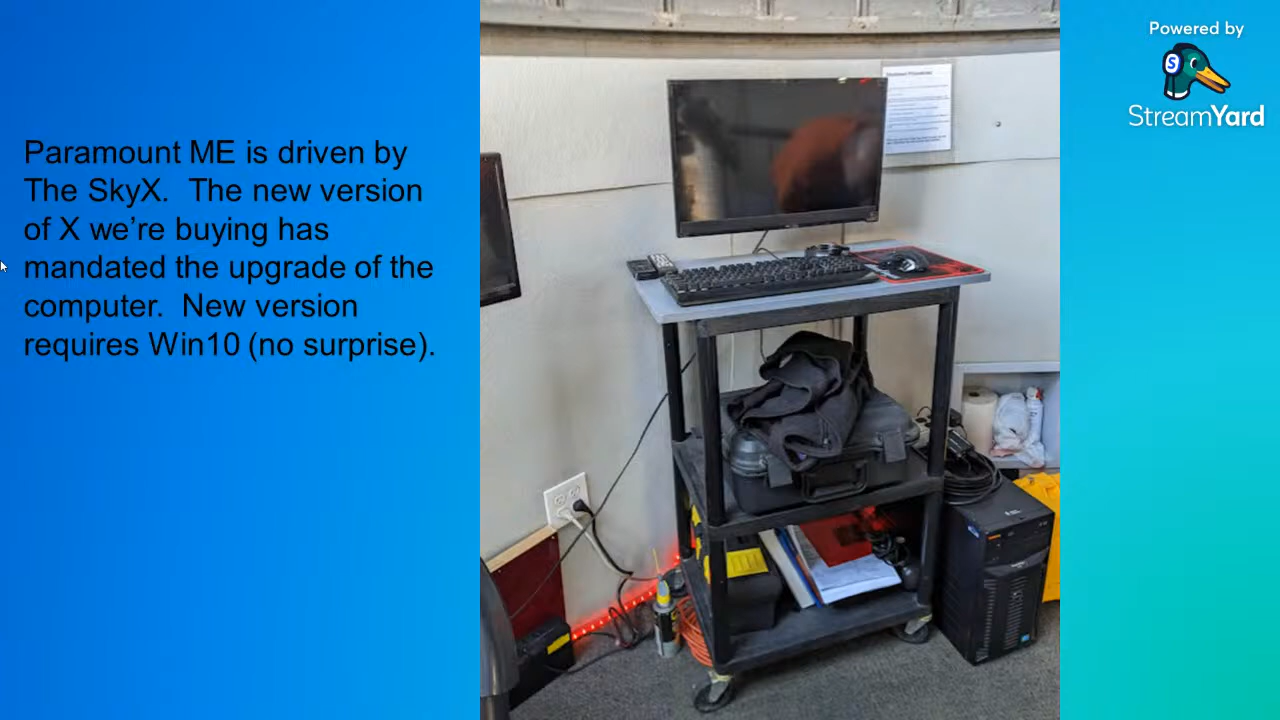 Paramount ME is driven by
The SkyX.  The new version
of X we’re buying has
mandated the upgrade of the
computer.  New version
requires Win10 (no surprise).
Powered by
S
StreamYard